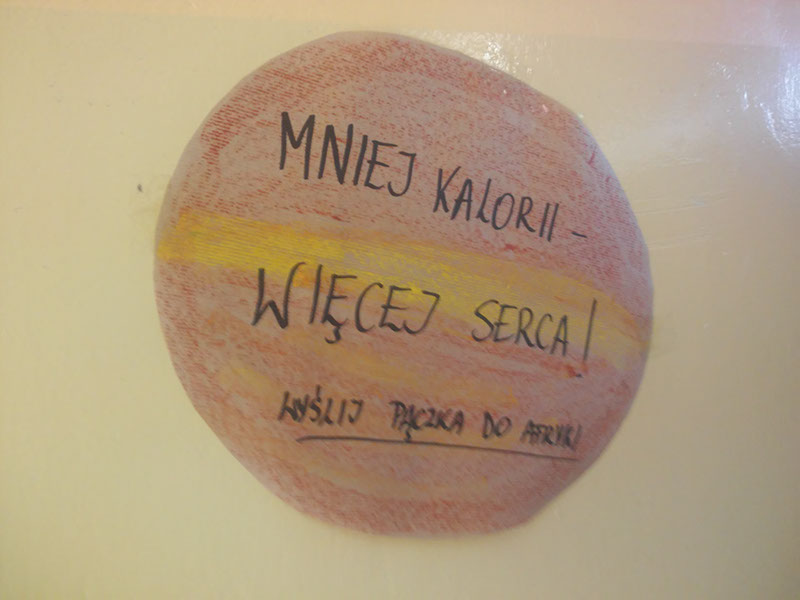 MNIEJ KALORII -
WIĘCEJ SERCA!
WYŚLIJ PĄCZKA DO AFRYKI